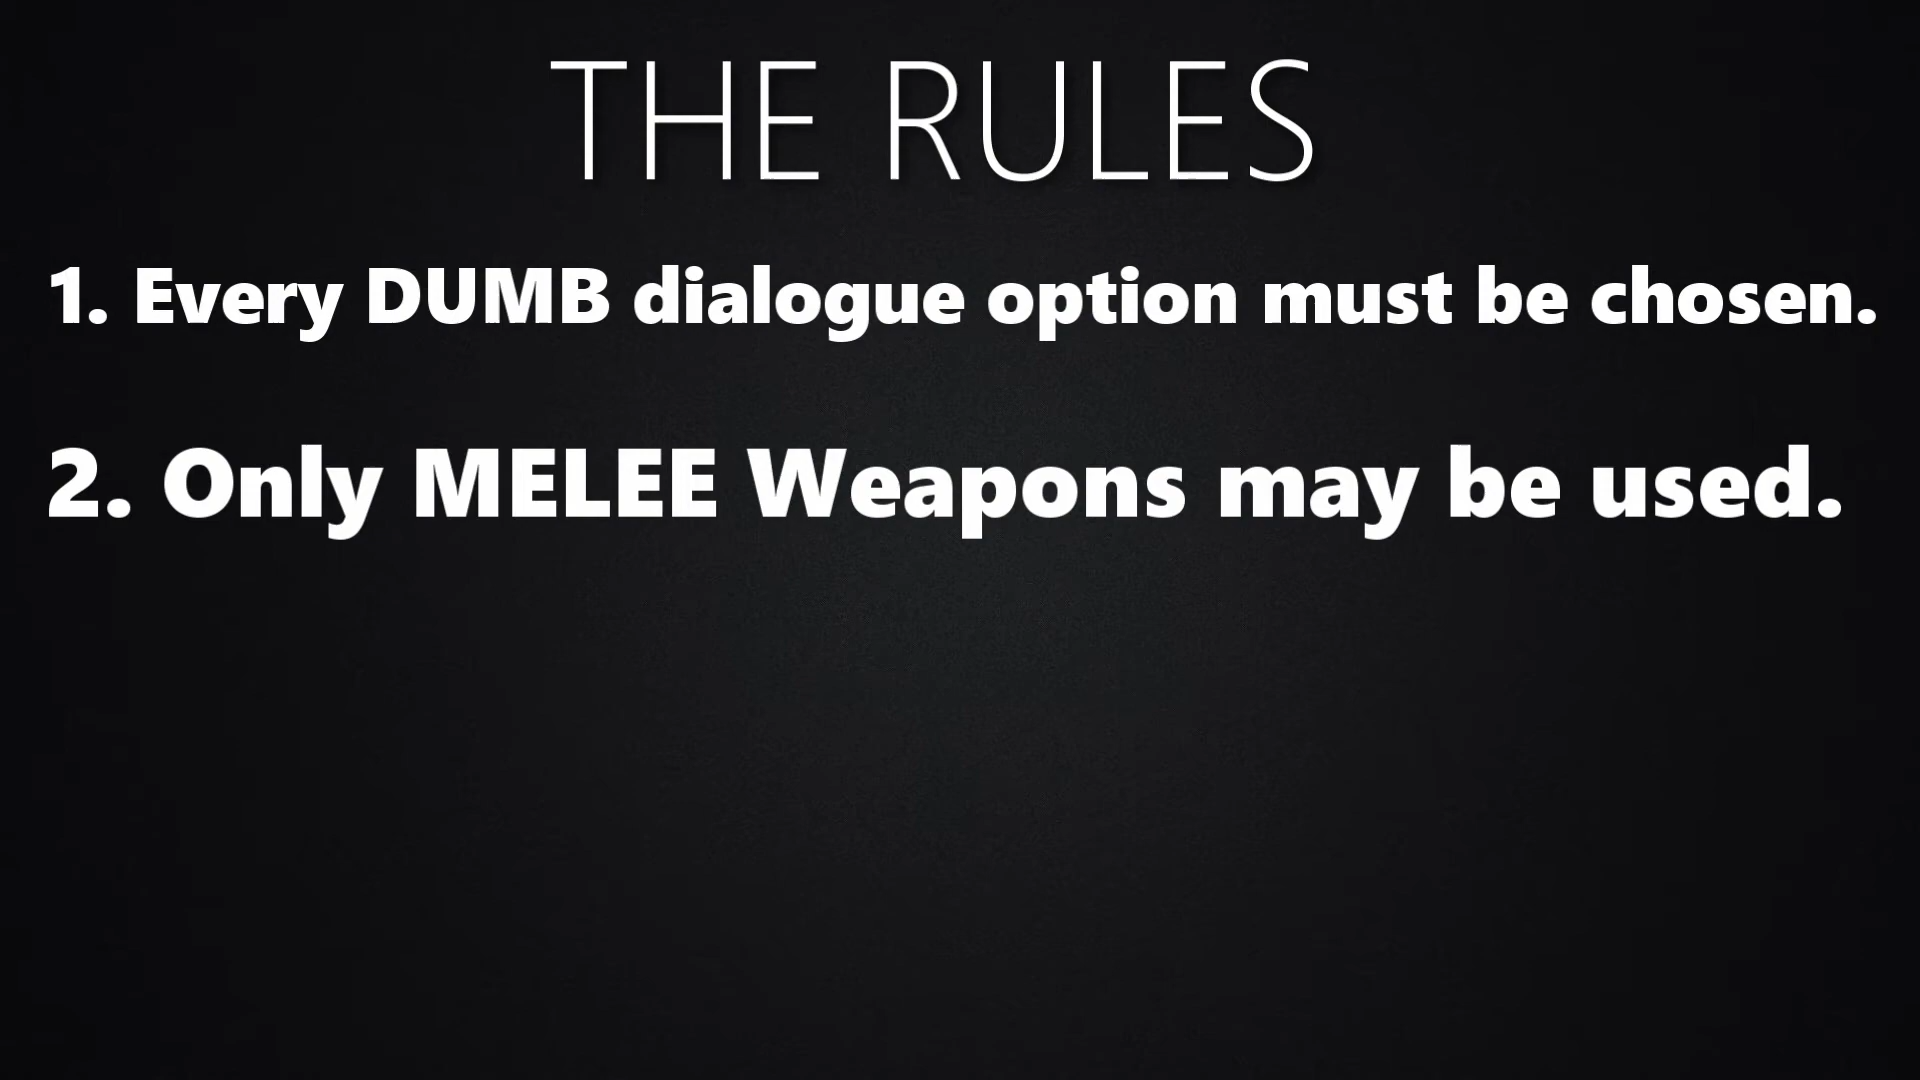 THE RULES
1. Every DUMB dialogue option must be chosen.
2. Only MELEE Weapons may be used.